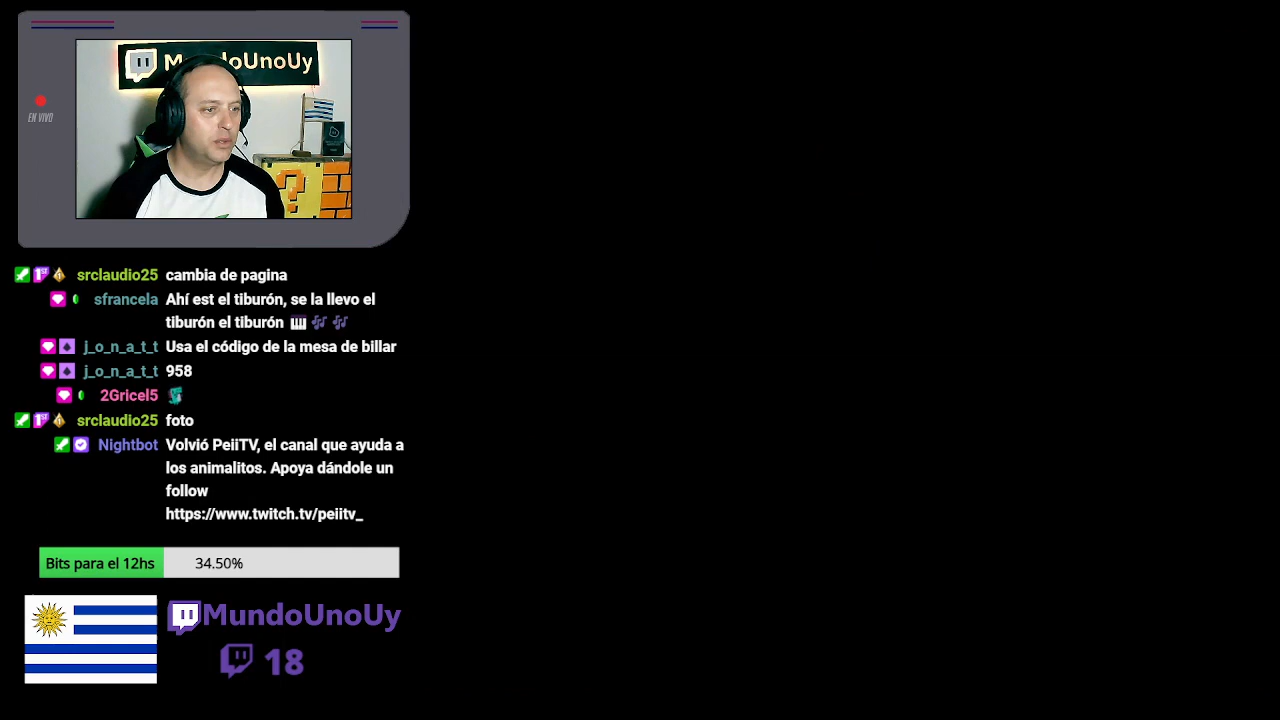 MundoUnoUy
EN VIVO
srclaudio25 cambia de pagina
sfrancela Ahí est el tiburón, se la llevo el
tiburón el tiburón
j_o_n_a_t_t Usa el código de la mesa de billar
j_o_n_a_t_t 958
2Gricel5
srclaudio25 foto
Nightbot Volvió PeiiTV, el canal que ayuda a
los animalitos. Apoya dándole un
follow
https://www.twitch.tv/peiitv_
Bits para el 12hs 34.50%
MundoUnoUy
18